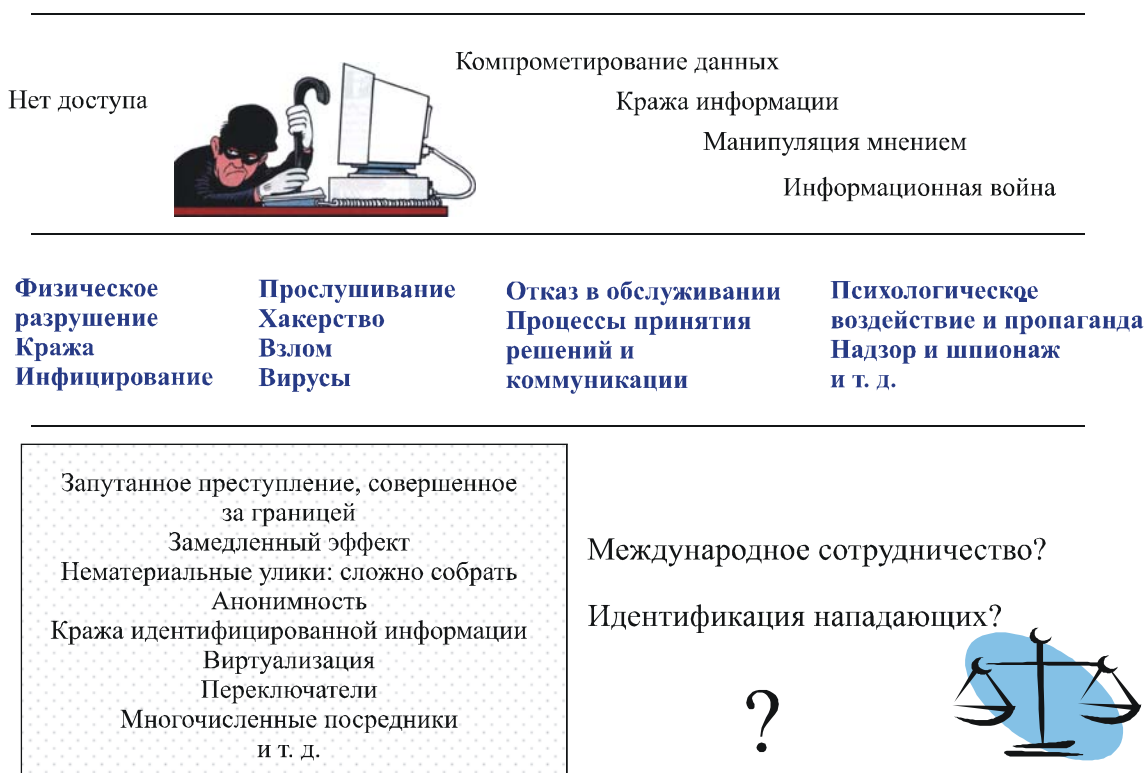 Нет доступа
Компрометирование данных
Кража информации
Манипуляция мнением
Информационная война
Физическое
разрушение
Кража
Инфицирование
Прослушивание
Хакерство
Взлом
Вирусы
Отказ в обслуживании
Процессы принятия
решений и
коммуникации
Психологическое
воздействие и пропаганда
Надзор и шпионаж
и т. д.
Запутанное преступление, совершенное
за границей
Замедленный эффект
Нематериальные улики: сложно собрать
Анонимность
Кража идентифицированной информации
Виртуализация
Переключатели
Многочисленные посредники
и т. д.
Международное сотрудничество?
Идентификация нападающих?
?